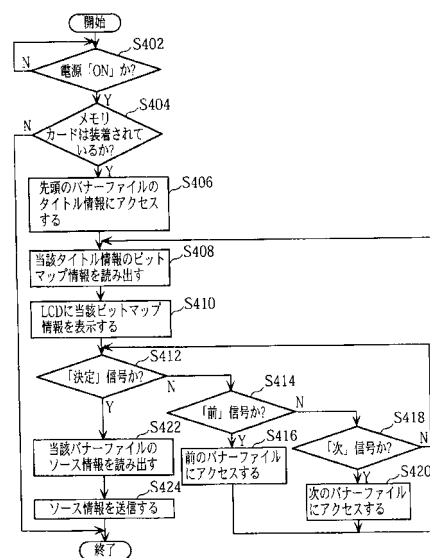 開始
S402
電源「ON」か?
N
Y
S404
メモリ
カードは装着されて
いるか?
N
Y
S406
先頭のバナーファイルの
タイトル情報にアクセス
する
S408
当該タイトル情報のビット
マップ情報を読み出す
S410
LCDに当該ビットマップ
情報を表示する
S412
「決定」信号か?
N
Y
S414
「前」信号か?
N
Y
S416
前のバナーファイル
にアクセスする
S418
「次」信号か?
N
Y
S420
次のバナーファイル
にアクセスする
S422
当該バナーファイルの
ソース情報を読み出す
S424
ソース情報を送信する
終了